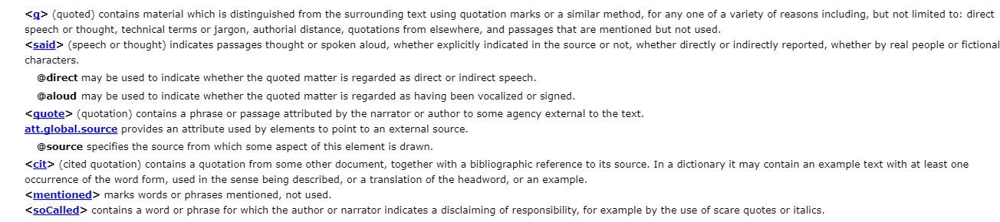 <q> (quoted) contains material which is distinguished from the surrounding text using quotation marks or a similar method, for any one of a variety of reasons including, but not limited to: direct
speech or thought, technical terms or jargon, authorial distance, quotations from elsewhere, and passages that are mentioned but not used.
<said> (speech or thought) indicates passages thought or spoken aloud, whether explicitly indicated in the source or not, whether directly or indirectly reported, whether by real people or fictional
characters.
@direct may be used to indicate whether the quoted matter is regarded as direct or indirect speech.
@aloud may be used to indicate whether the quoted matter is regarded as having been vocalized or signed.
<quote> (quotation) contains a phrase or passage attributed by the narrator or author to some agency external to the text.
att.global.source provides an attribute used by elements to point to an external source.
@source specifies the source from which some aspect of this element is drawn.
<cit> (cited quotation) contains a quotation from some other document, together with a bibliographic reference to its source. In a dictionary it may contain an example text with at least one
occurrence of the word form, used in the sense being described, or a translation of the headword, or an example.
<mentioned> marks words or phrases mentioned, not used.
<soCalled> contains a word or phrase for which the author or narrator indicates a disclaiming of responsibility, for example by the use of scare quotes or italics.